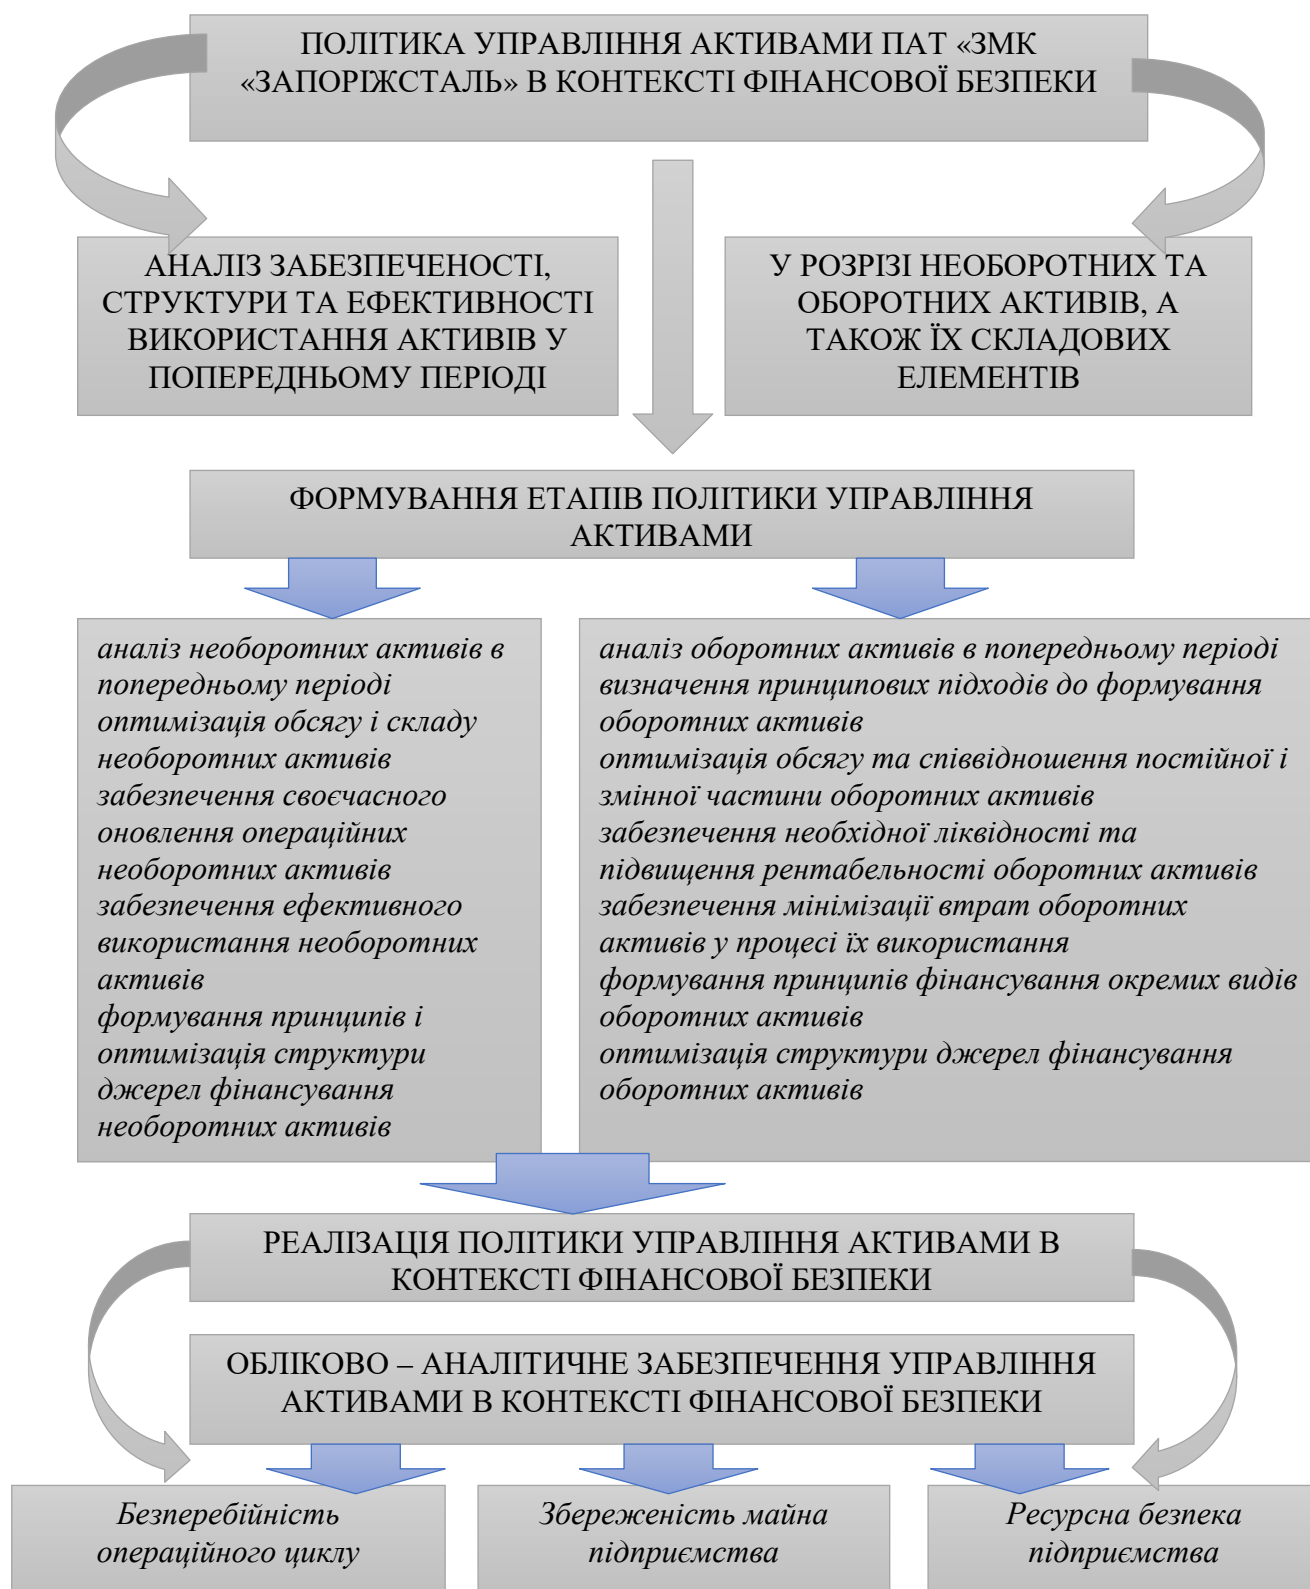 ПОЛІТИКА УПРАВЛІННЯ АКТИВАМИ ПАТ «ЗМК
«ЗАПОРІЖСТАЛЬ» В КОНТЕКСТІ ФІНАНСОВОЇ БЕЗПЕКИ
АНАЛІЗ ЗАБЕЗПЕЧЕНОСТІ,
СТРУКТУРИ ТА ЕФЕКТИВНОСТІ
ВИКОРИСТАННЯ АКТИВІВ У
ПОПЕРЕДНЬОМУ ПЕРІОДІ
У РОЗРІЗІ НЕОБОРОТНИХ ТА
ОБОРОТНИХ АКТИВІВ, А
ТАКОЖ ЇХ СКЛАДОВИХ
ЕЛЕМЕНТІВ
ФОРМУВАННЯ ЕТАПІВ ПОЛІТИКИ УПРАВЛІННЯ
АКТИВАМИ
аналіз необоротних активів в
попередньому періоді
оптимізація обсягу і складу
необоротних активів
забезпечення своєчасного
оновлення операційних
необоротних активів
забезпечення ефективного
використання необоротних
активів
формування принципів і
оптимізація структури
джерел фінансування
необоротних активів
аналіз оборотних активів в попередньому періоді
визначення принципових підходів до формування
оборотних активів
оптимізація обсягу та співвідношення постійної і
змінної частини оборотних активів
забезпечення необхідної ліквідності та
підвищення рентабельності оборотних активів
забезпечення мінімізації втрат оборотних
активів у процесі їх використання
формування принципів фінансування окремих видів
оборотних активів
оптимізація структури джерел фінансування
оборотних активів
РЕАЛІЗАЦІЯ ПОЛІТИКИ УПРАВЛІННЯ АКТИВАМИ В
КОНТЕКСТІ ФІНАНСОВОЇ БЕЗПЕКИ
ОБЛІКОВО – АНАЛІТИЧНЕ ЗАБЕЗПЕЧЕННЯ УПРАВЛІННЯ
АКТИВАМИ В КОНТЕКСТІ ФІНАНСОВОЇ БЕЗПЕКИ
Безперебійність
операційного циклу
Збереженість майна
підприємства
Ресурсна безпека
підприємства